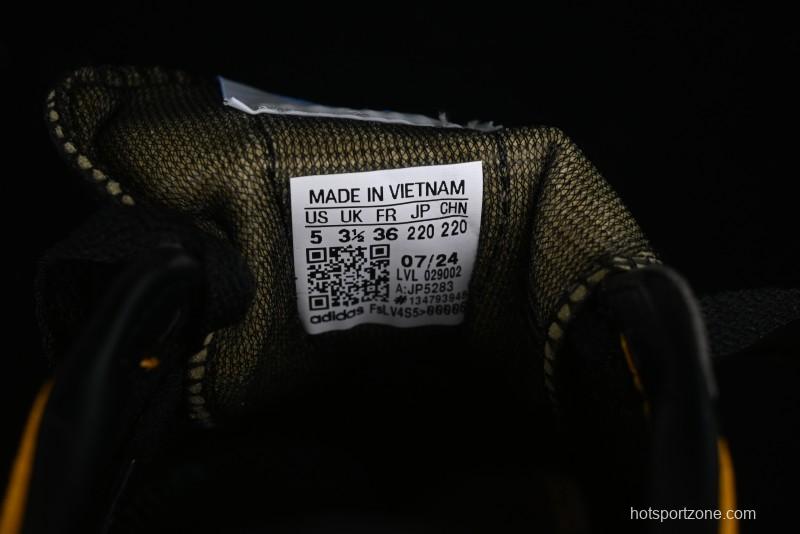 MADE IN VIETNAM
US UK FR JP CHN
5 3½ 36 220 220
07/24
LVL 029002
A:JP5283
adidas
hotsportzone.com